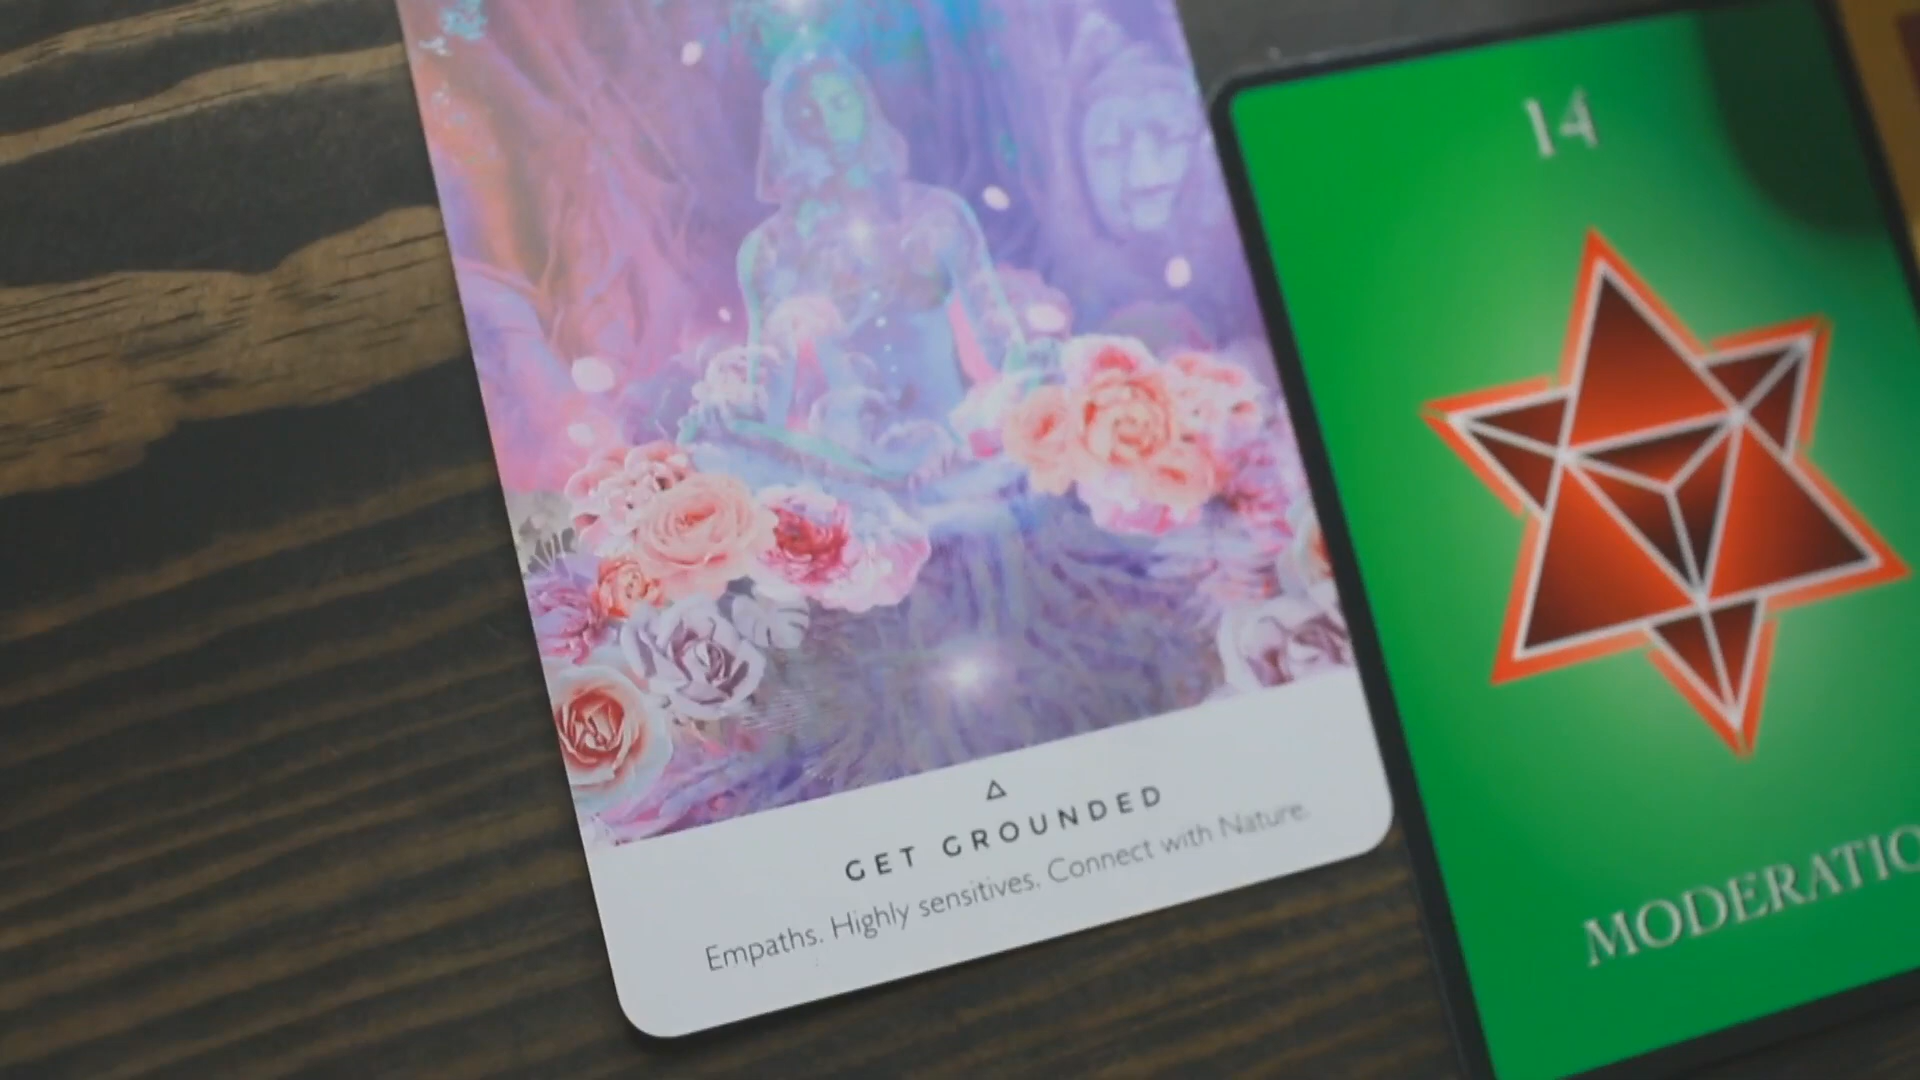 GET GROUNDED
Empaths. Highly sensitives. Connect with Nature.
14
MODERATIO